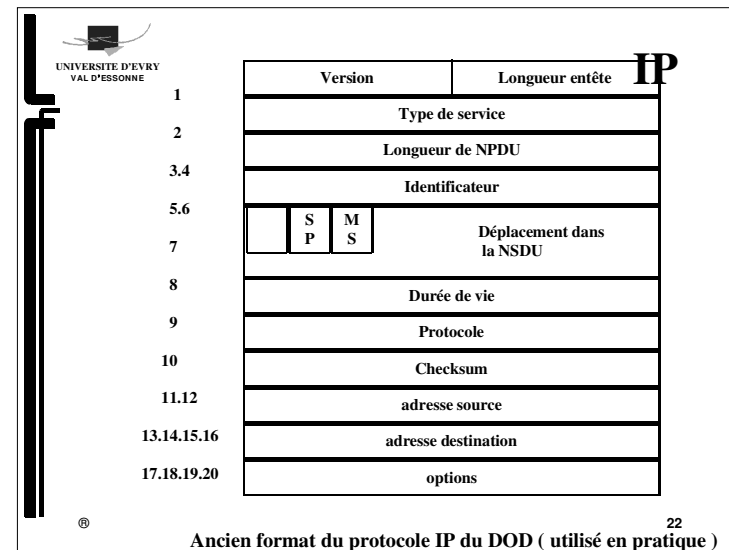 UNIVERSITE D'EVRY
VAL D'ESSONNE
IP
Version Longueur entête
1
Type de service
2
Longueur de NPDU
3.4
Identificateur
5.6
S M
P S
Déplacement dans
la NSDU
7
8
Durée de vie
9
Protocole
10
Checksum
11.12
adresse source
13.14.15.16
adresse destination
17.18.19.20
options
®
22
Ancien format du protocole IP du DOD ( utilisé en pratique )